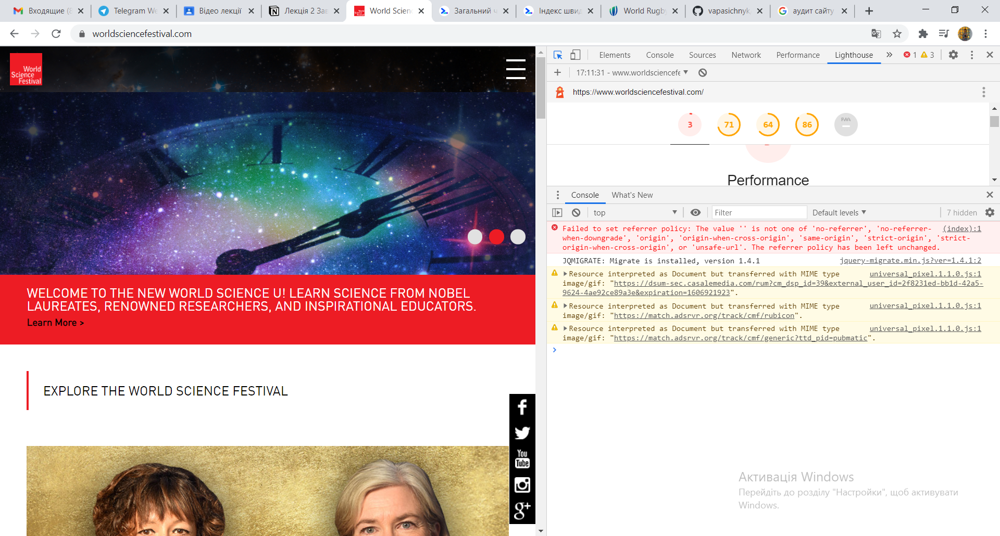 Входящие (8
Telegram We
Відео лекції
Лекція 2 Зав
World Scien
Загальний ч
Індекс швид
World Rugby
vapasichnyk
аудит сайту
worldsciencefestival.com
World
Science
Festival
WELCOME TO THE NEW WORLD SCIENCE U! LEARN SCIENCE FROM NOBEL
LAUREATES, RENOWNED RESEARCHERS, AND INSPIRATIONAL EDUCATORS.
Learn More >
EXPLORE THE WORLD SCIENCE FESTIVAL
You
Tube
g+
Elements Console Sources Network Performance Lighthouse » 1 3
17:11:31 - www.worldsciencefe
https://www.worldsciencefestival.com/
3 71 64 86 PWA
Performance
Console What's New
top Filter Default levels 7 hidden
Failed to set referrer policy: The value '' is not one of 'no-referrer', 'no-referrer- (index):1
when-downgrade', 'origin', 'origin-when-cross-origin', 'same-origin', 'strict-origin', 'strict-
origin-when-cross-origin', or 'unsafe-url'. The referrer policy has been left unchanged.
JQMIGRATE: Migrate is installed, version 1.4.1 jquery-migrate.min.js?ver=1.4.1:2
Resource interpreted as Document but transferred with MIME type universal_pixel.1.1.0.js:1
image/gif: "https://dsum-sec.casalemedia.com/rum?cm_dsp_id=39&external_user_id=2f8231ed-bb1d-42a5-
9624-4ae92ce89a3e&expiration=1606921923".
Resource interpreted as Document but transferred with MIME type universal_pixel.1.1.0.js:1
image/gif: "https://match.adsrvr.org/track/cmf/rubicon".
Resource interpreted as Document but transferred with MIME type universal_pixel.1.1.0.js:1
image/gif: "https://match.adsrvr.org/track/cmf/generic?ttd_pid=pubmatic".
Активація Windows
Перейдіть до розділу "Настройки", щоб активувати
Windows.